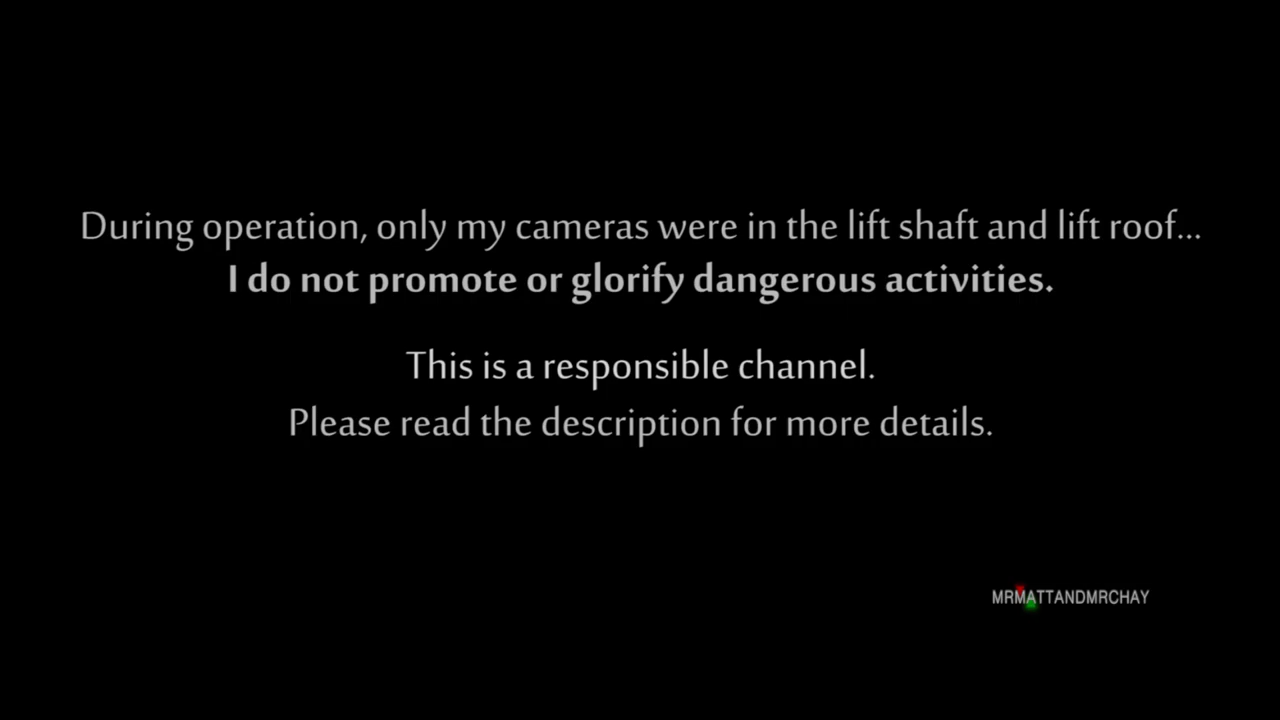 During operation, only my cameras were in the lift shaft and lift roof...
I do not promote or glorify dangerous activities.
This is a responsible channel.
Please read the description for more details.
MRMATTANDMRCHAY